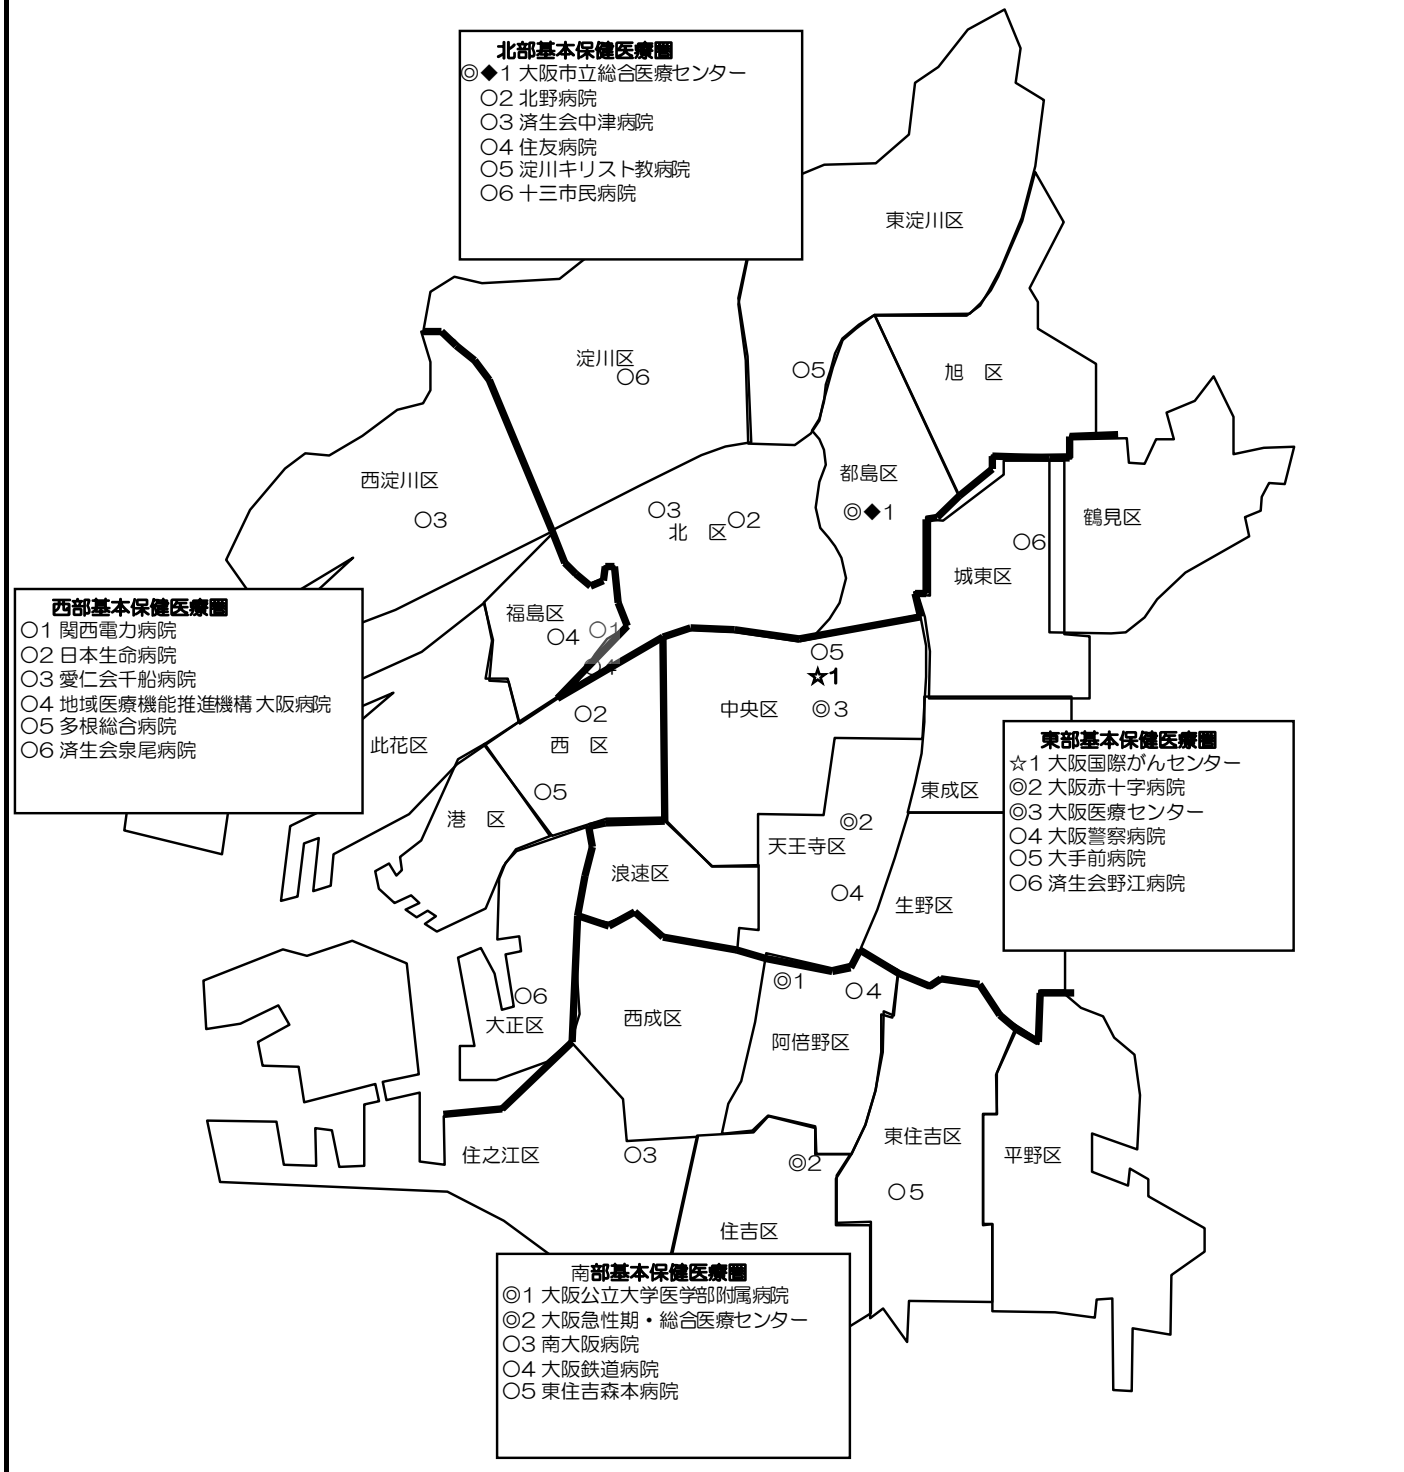 北部基本保健医療圏
◎◆1 大阪市立総合医療センター
○2 北野病院
○3 済生会中津病院
○4 住友病院
○5 淀川キリスト教病院
○6 十三市民病院
東淀川区
淀川区
○6
○5
旭 区
西淀川区
○3
都島区
◎◆1
○3
○2
北 区
鶴見区
○6
城東区
西部基本保健医療圏
○1 関西電力病院
○2 日本生命病院
○3 愛仁会千船病院
○4 地域医療機能推進機構 大阪病院
○5 多根総合病院
○6 済生会泉尾病院
福島区
○4
○1
○4
○5
☆1
中央区
◎3
○2
西 区
此花区
○5
港 区
東部基本保健医療圏
☆1 大阪国際がんセンター
◎2 大阪赤十字病院
◎3 大阪医療センター
○4 大阪警察病院
○5 大手前病院
○6 済生会野江病院
東成区
◎2
天王寺区
浪速区
○4
生野区
◎1
○4
○6
大正区
西成区
阿倍野区
東住吉区
平野区
住之江区
○3
◎2
○5
住吉区
南部基本保健医療圏
◎1 大阪公立大学医学部附属病院
◎2 大阪急性期・総合医療センター
○3 南大阪病院
○4 大阪鉄道病院
○5 東住吉森本病院